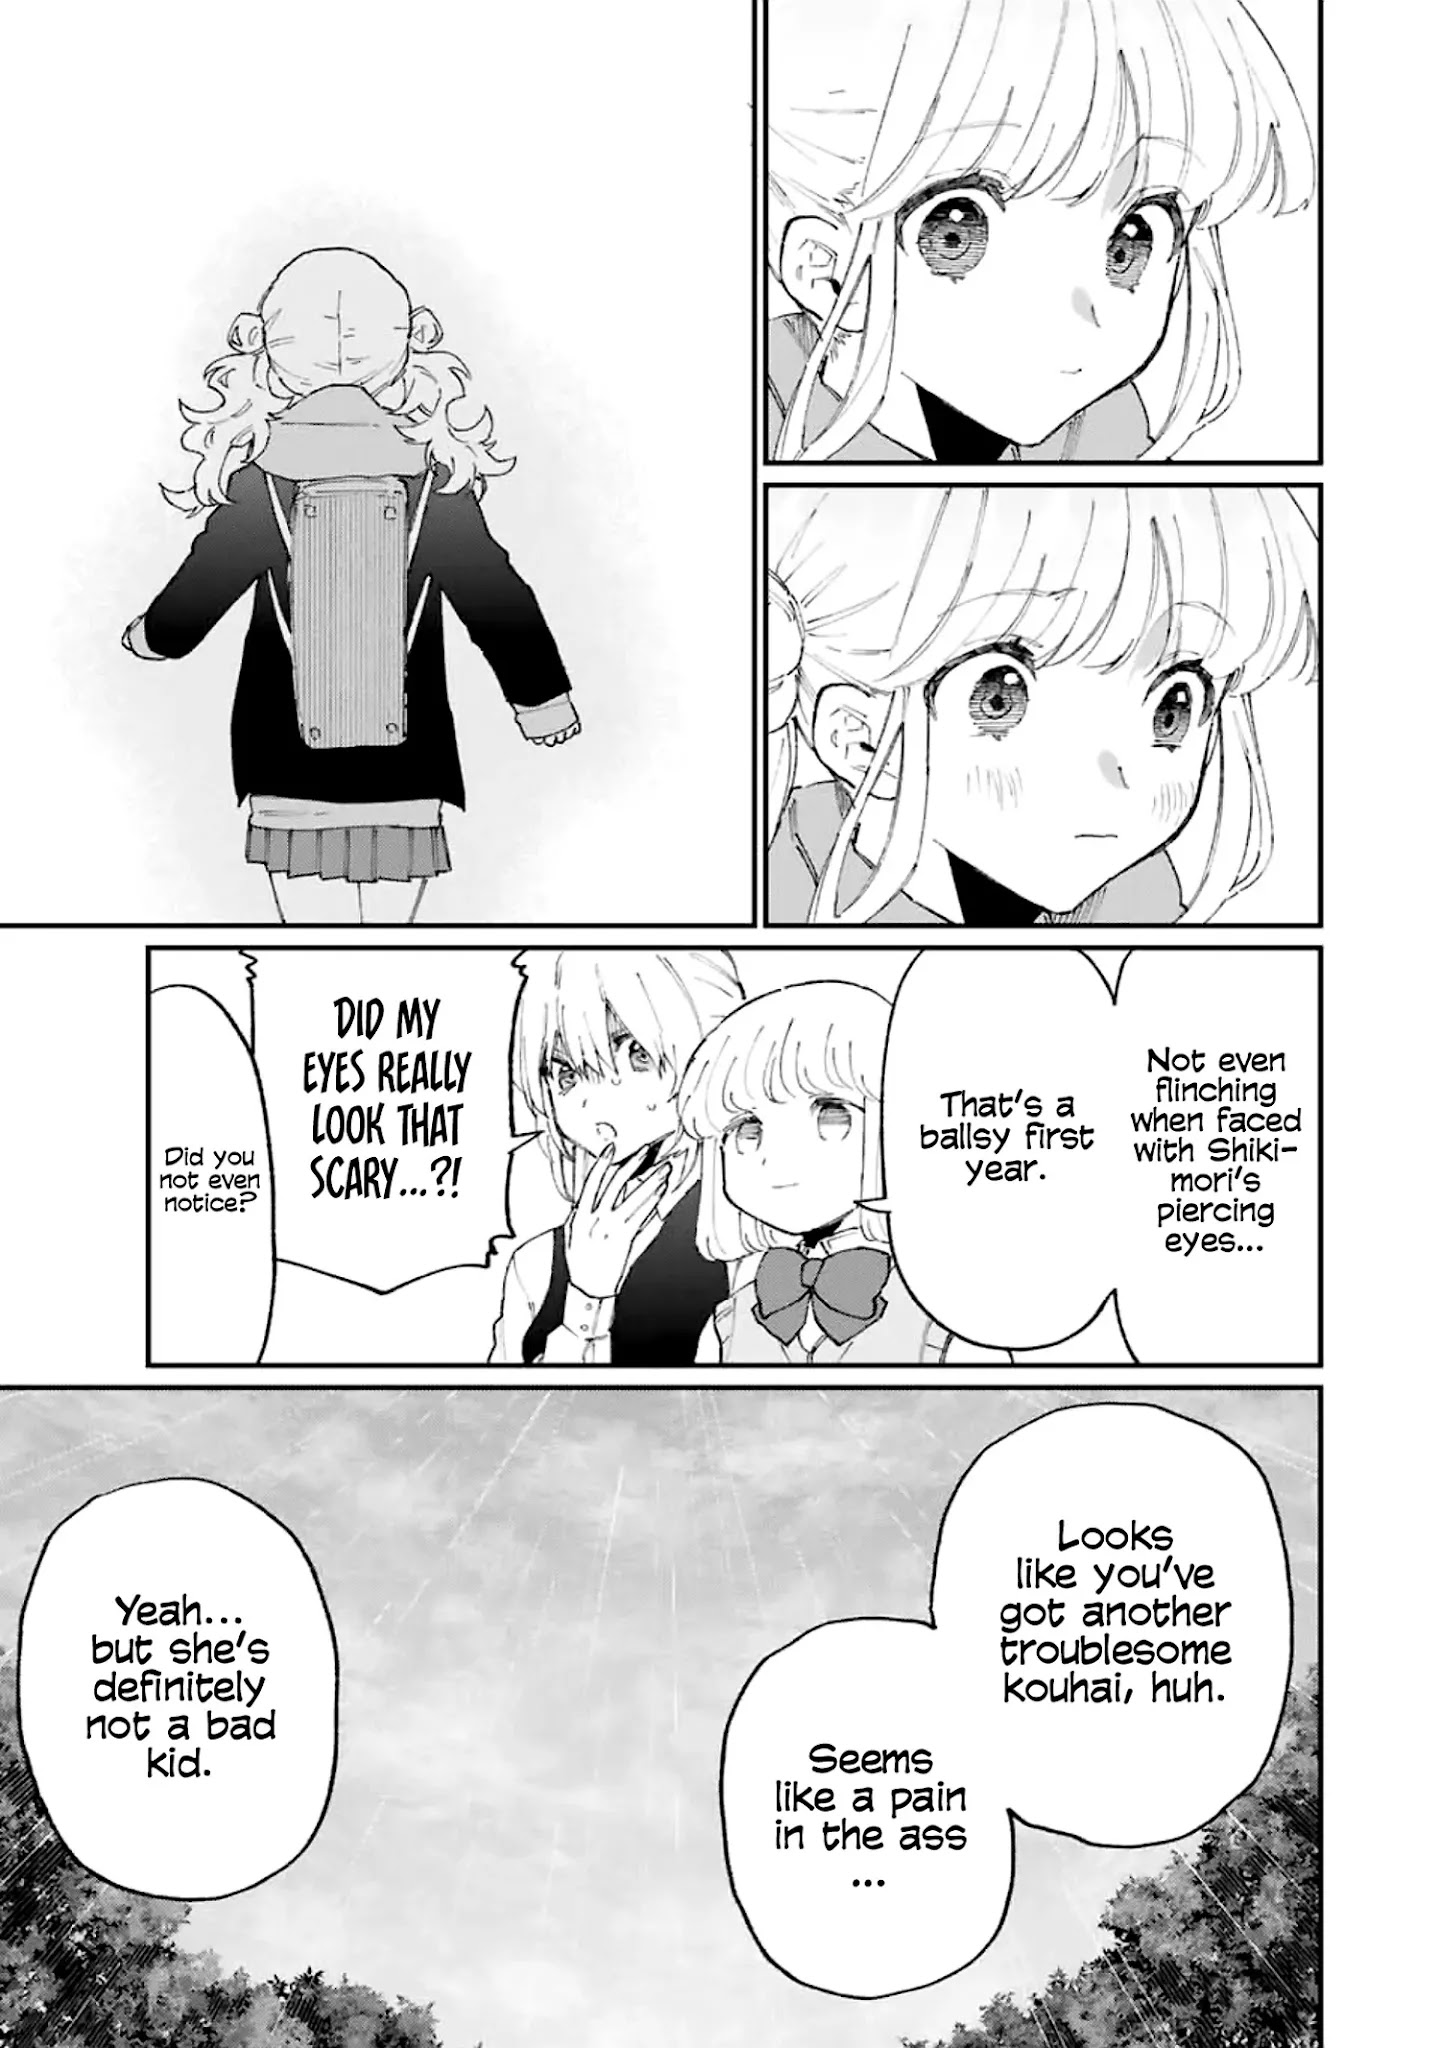 Not even
flinching
when faced
with Shiki-
mori's
piercing
eyes...
That's a
ballsy first
year.
DID MY
EYES REALLY
LOOK THAT
SCARY...?!
Did you
not even
notice?
Looks
like you've
got another
troublesome
kouhai, huh.
Seems
like a pain
in the ass
...
Yeah...
but she's
definitely
not a bad
kid.